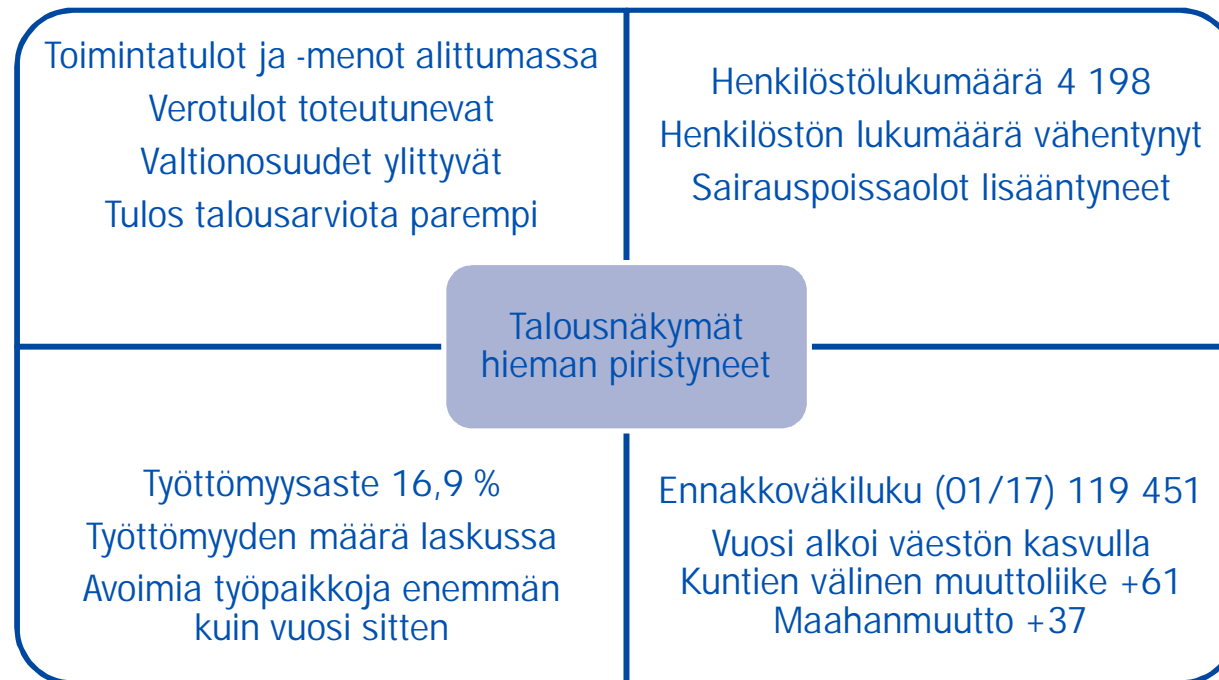 Toimintatulot ja -menot alittumassa
Verotulot toteutunevat
Valtionosuudet ylittyvät
Tulos talousarviota parempi
Henkilöstölukumäärä 4 198
Henkilöstön lukumäärä vähentynyt
Sairauspoissaolot lisääntyneet
Talousnäkymät
hieman piristyneet
Työttömyysaste 16,9 %
Työttömyyden määrä laskussa
Avoimia työpaikkoja enemmän
kuin vuosi sitten
Ennakkoväkiluku (01/17) 119 451
Vuosi alkoi väestön kasvulla
Kuntien välinen muuttoliike +61
Maahanmuutto +37